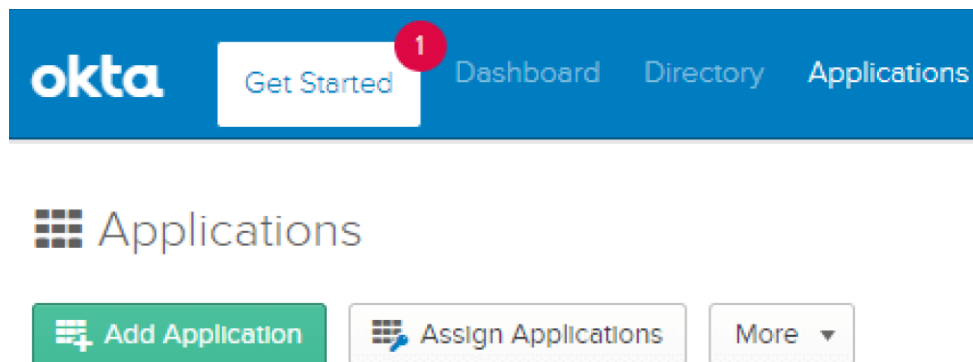 okta Get Started 1 Dashboard Directory Applications
Applications
Add Application Assign Applications More